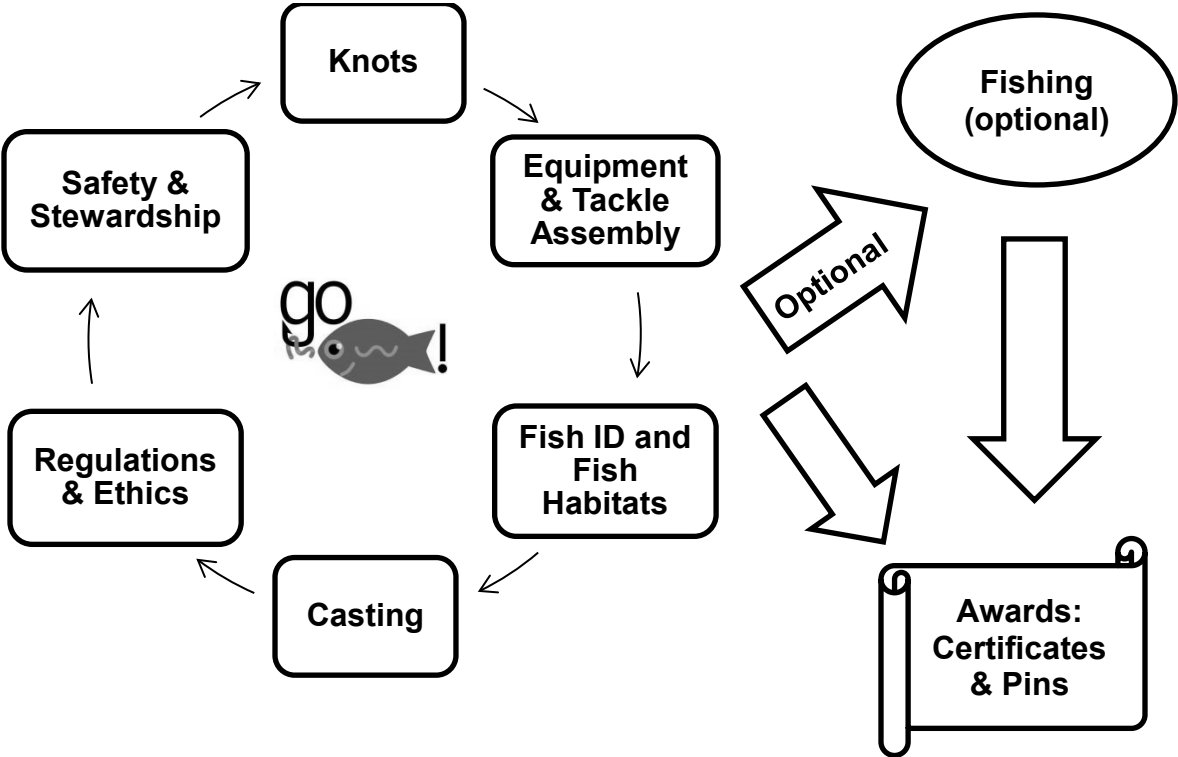 Knots
Equipment
& Tackle
Assembly
Fish ID and
Fish
Habitats
Casting
Regulations
& Ethics
Safety &
Stewardship
go
!
Optional
Fishing
(optional)
Awards:
Certificates
& Pins